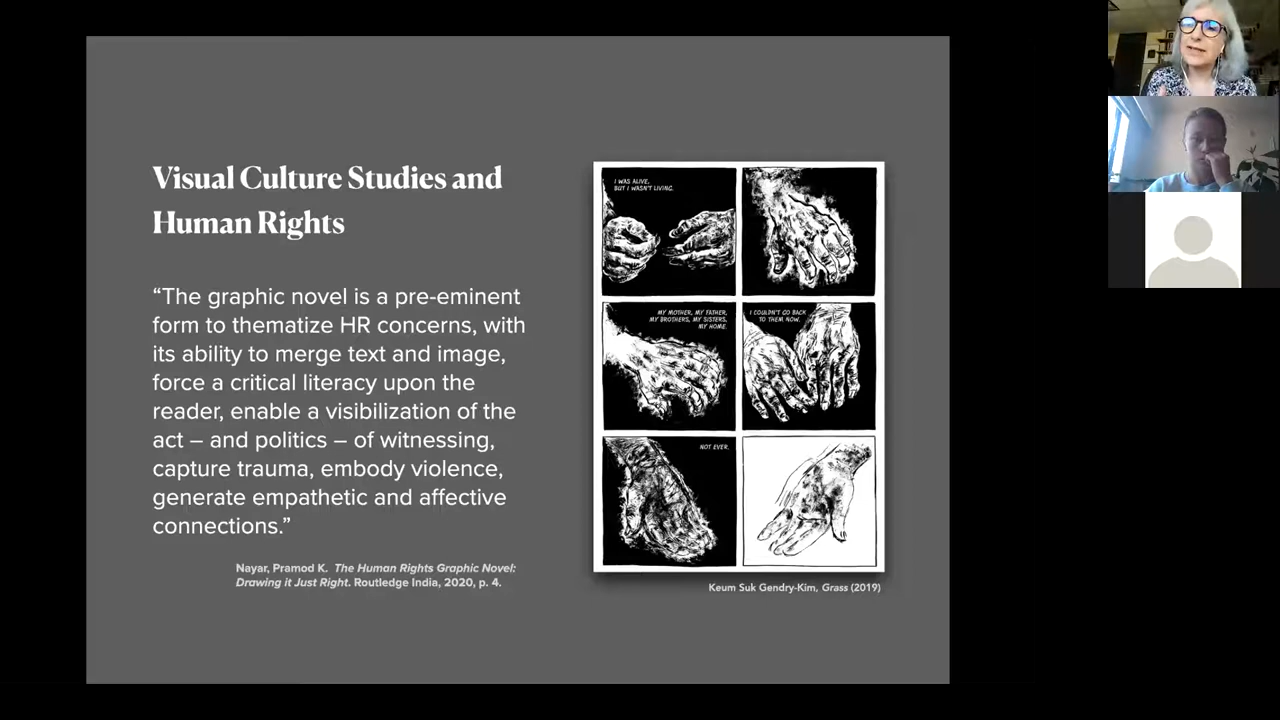 Visual Culture Studies and
Human Rights
“The graphic novel is a pre-eminent
form to thematize HR concerns, with
its ability to merge text and image,
force a critical literacy upon the
reader, enable a visibilization of the
act – and politics – of witnessing,
capture trauma, embody violence,
generate empathetic and affective
connections.”
Nayar, Pramod K. The Human Rights Graphic Novel:
Drawing it Just Right. Routledge India, 2020, p. 4.
I WAS ALIVE,
BUT I WASN'T LIVING.
MY MOTHER, MY FATHER,
MY BROTHERS, MY SISTERS,
MY HOME.
I COULDN'T GO BACK
TO THEM NOW.
NOT EVER.
Keum Suk Gendry-Kim, Grass (2019)